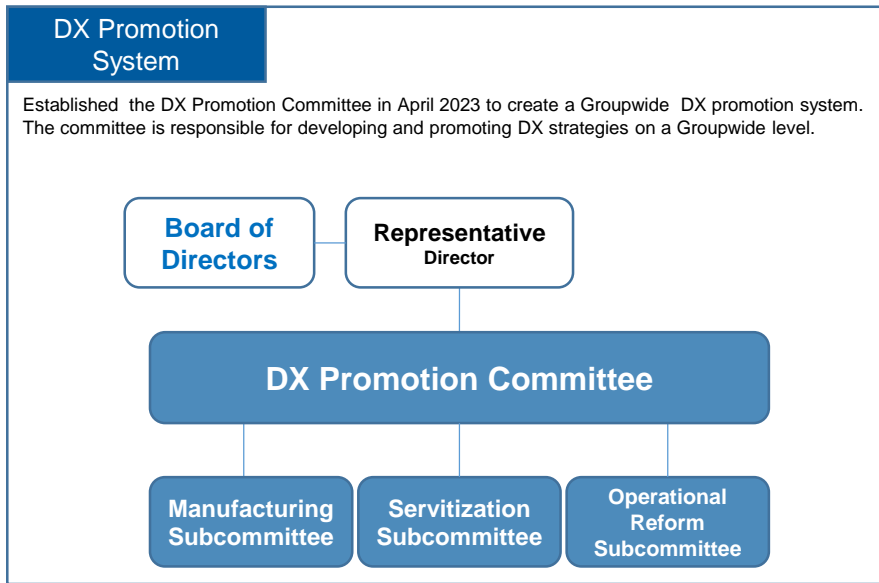 DX Promotion
System
Established the DX Promotion Committee in April 2023 to create a Groupwide DX promotion system.
The committee is responsible for developing and promoting DX strategies on a Groupwide level.
Board of
Directors
Representative
Director
DX Promotion Committee
Manufacturing
Subcommittee
Servitization
Subcommittee
Operational
Reform
Subcommittee